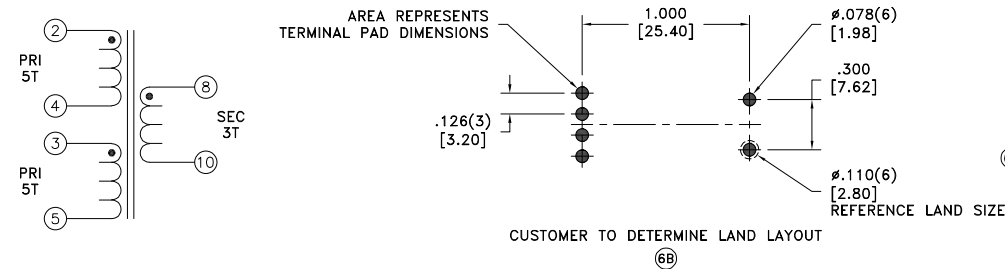 2
PRI
5T
4
3
PRI
5T
5
8
SEC
3T
10
AREA REPRESENTS
TERMINAL PAD DIMENSIONS
1.000
[25.40]
ø.078(6)
[1.98]
.300
[7.62]
.126(3)
[3.20]
ø.110(6)
[2.80]
REFERENCE LAND SIZE
CUSTOMER TO DETERMINE LAND LAYOUT
6B